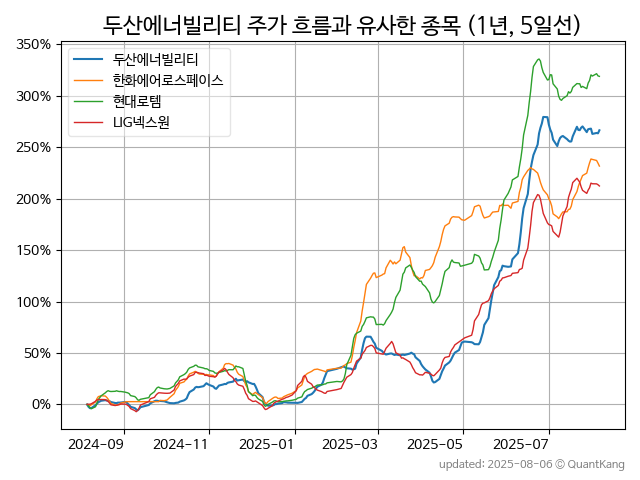 두산에너빌리티 주가 흐름과 유사한 종목 (1년, 5일선)
350%
300%
250%
200%
150%
100%
50%
0%
두산에너빌리티
한화에어로스페이스
현대로템
LIG넥스원
2024-09 2024-11 2025-01 2025-03 2025-05 2025-07
updated: 2025-08-06 © QuantKang